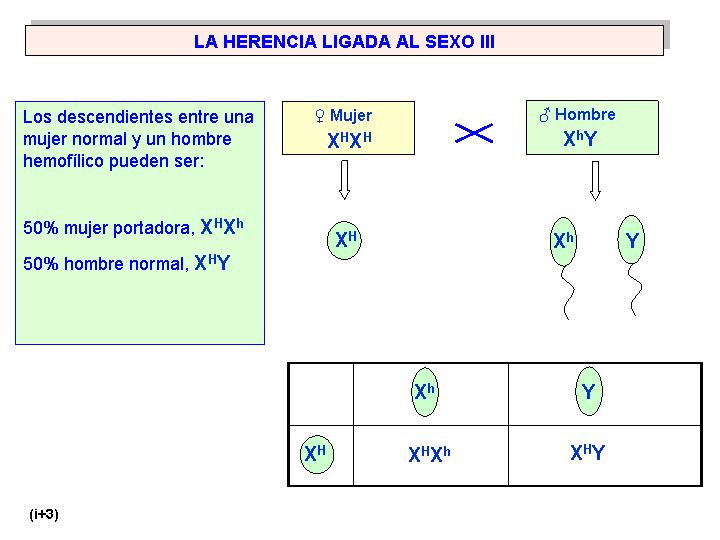 LA HERENCIA LIGADA AL SEXO III
Los descendientes entre una
mujer normal y un hombre
hemofílico pueden ser:
50% mujer portadora, XᴴXʰ
50% hombre normal, XᴴY
♀ Mujer
XᴴXᴴ
♂ Hombre
XʰY
Xᴴ
Xʰ
Y
Xʰ
Y
Xᴴ
XᴴXʰ
XᴴY
(i+3)